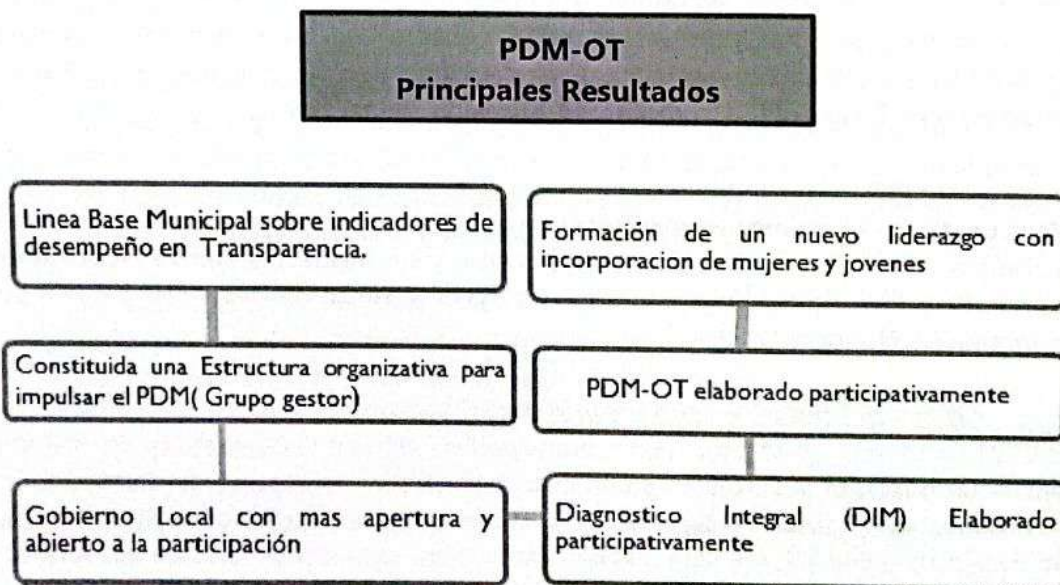 PDM-OT
Principales Resultados
Linea Base Municipal sobre indicadores de
desempeño en Transparencia.
Constituida una Estructura organizativa para
impulsar el PDM( Grupo gestor)
Gobierno Local con mas apertura y
abierto a la participación
Formación de un nuevo liderazgo con
incorporacion de mujeres y jovenes
PDM-OT elaborado participativamente
Diagnostico Integral (DIM) Elaborado
participativamente